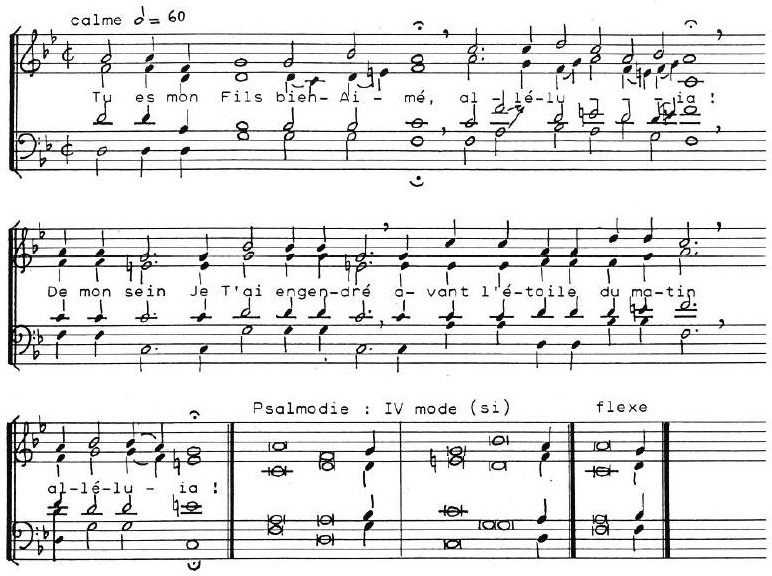 calme 𝅗𝅥 = 60
Tu es mon Fils bien- Ai - mé, al - lé-lu - - - ia !
De mon sein Je T'ai engen-dré a- vant l'é-toile du ma-tin
Psalmodie : IV mode (si) flexe
al-lé-lu - ia !